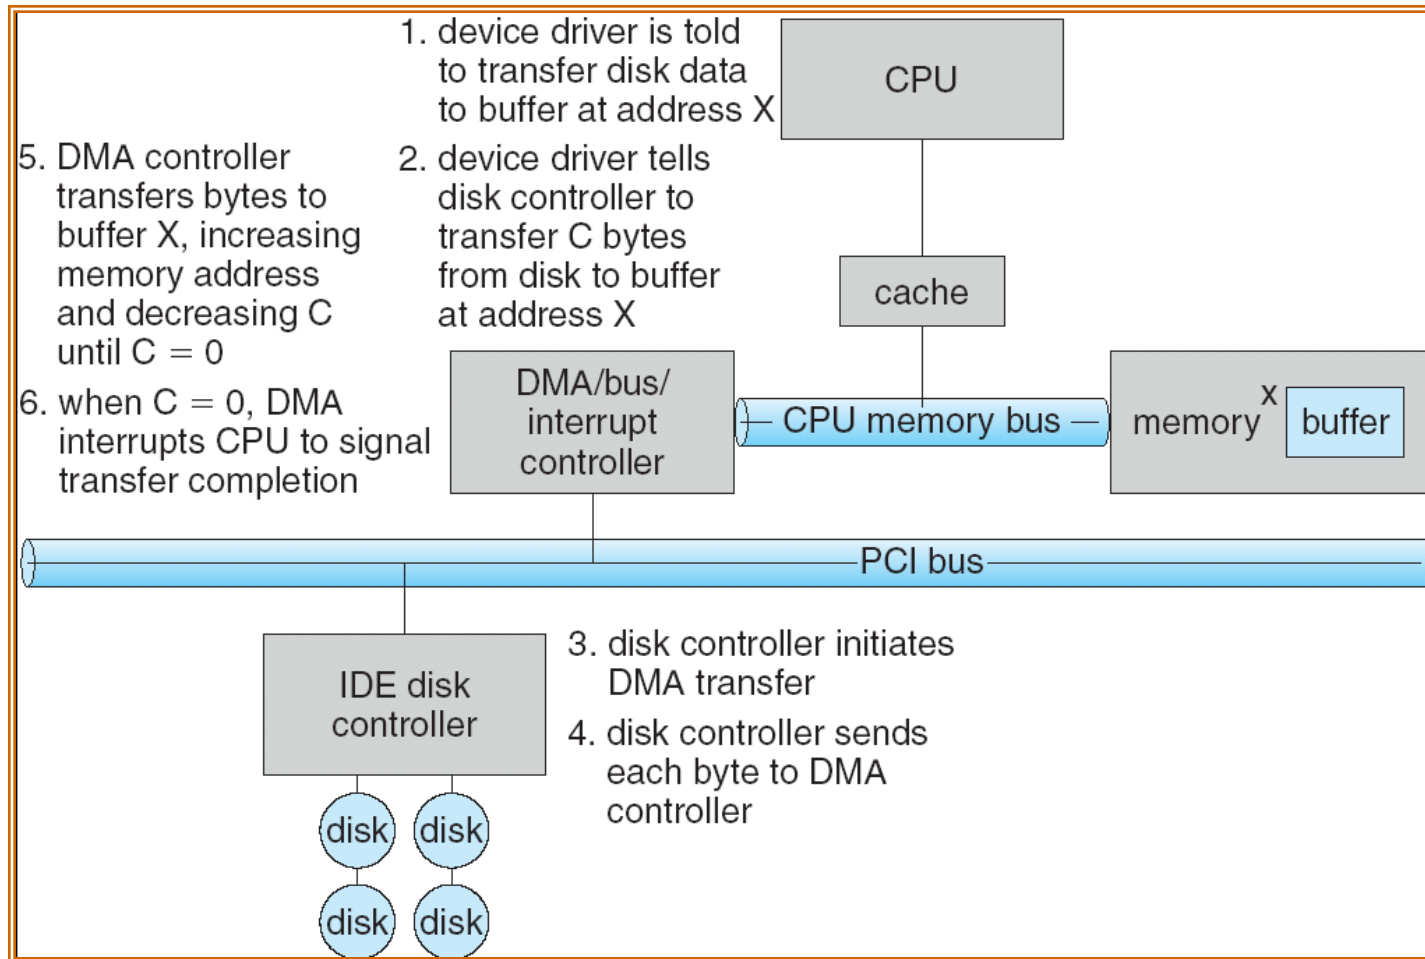 1. device driver is told
to transfer disk data
to buffer at address X
CPU
5. DMA controller
transfers bytes to
buffer X, increasing
memory address
and decreasing C
until C = 0
2. device driver tells
disk controller to
transfer C bytes
from disk to buffer
at address X
cache
6. when C = 0, DMA
interrupts CPU to signal
transfer completion
DMA/bus/
interrupt
controller
CPU memory bus
memory
x
buffer
PCI bus
IDE disk
controller
3. disk controller initiates
DMA transfer
4. disk controller sends
each byte to DMA
controller
disk
disk
disk
disk